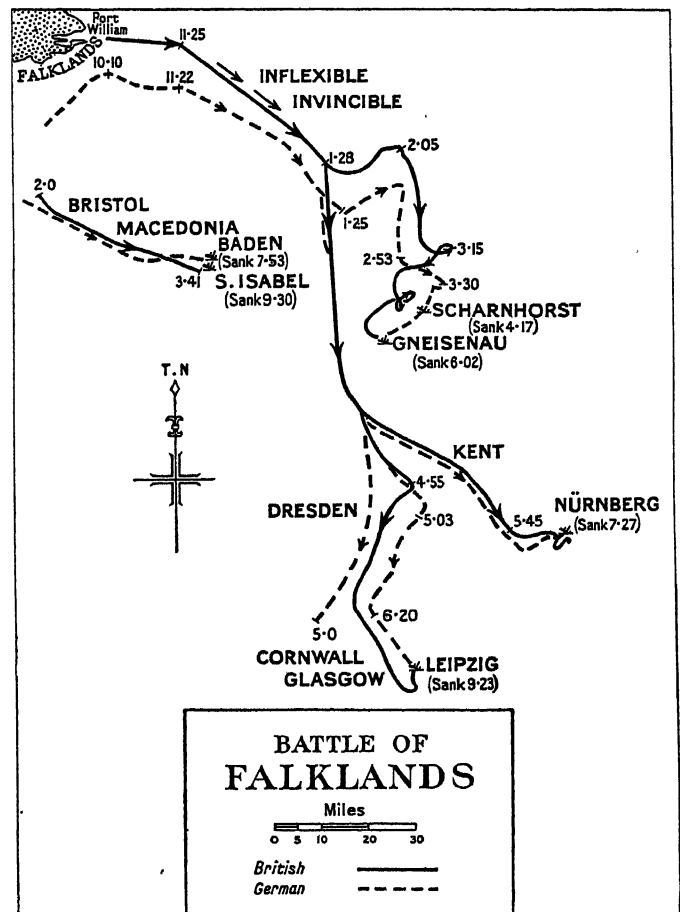 Port
William
FALKLANDS
11·25
10·10
11·22
INFLEXIBLE
INVINCIBLE
1·28
2·05
2·0
BRISTOL
MACEDONIA
1·25
BADEN
(Sank 7·53)
3·41
S. ISABEL
(Sank 9·30)
2·53
3·15
3·30
SCHARNHORST
(Sank 4·17)
GNEISENAU
(Sank 6·02)
T.N
KENT
4·55
DRESDEN
5·03
5·45
NÜRNBERG
(Sank 7·27)
5·0
6·20
CORNWALL
GLASGOW
LEIPZIG
(Sank 9·23)
BATTLE OF
FALKLANDS
Miles
0 5 10 20 30
British
German